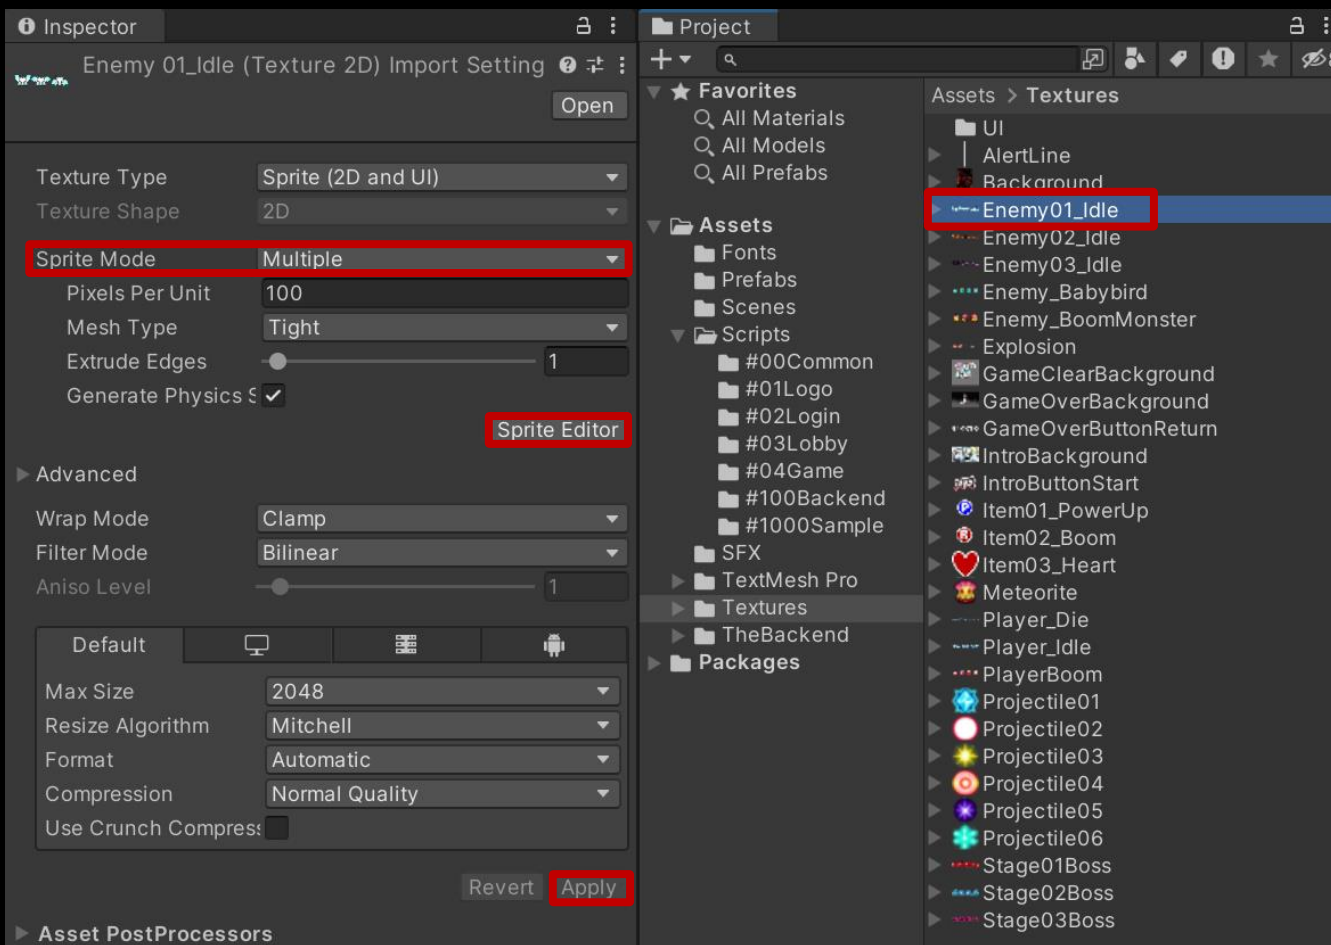 Inspector
Enemy 01_Idle (Texture 2D) Import Setting
Open
Texture Type Sprite (2D and UI)
Texture Shape 2D
Sprite Mode Multiple
Pixels Per Unit 100
Mesh Type Tight
Extrude Edges 1
Generate Physics S
Sprite Editor
Advanced
Wrap Mode Clamp
Filter Mode Bilinear
Aniso Level 1
Default
Max Size 2048
Resize Algorithm Mitchell
Format Automatic
Compression Normal Quality
Use Crunch Compress
Revert Apply
Asset PostProcessors
Project
Favorites
All Materials
All Models
All Prefabs
Assets
Fonts
Prefabs
Scenes
Scripts
#00Common
#01Logo
#02Login
#03Lobby
#04Game
#100Backend
#1000Sample
SFX
TextMesh Pro
Textures
TheBackend
Packages
Assets > Textures
UI
AlertLine
Background
Enemy01_Idle
Enemy02_Idle
Enemy03_Idle
Enemy_Babybird
Enemy_BoomMonster
Explosion
GameClearBackground
GameOverBackground
GameOverButtonReturn
IntroBackground
IntroButtonStart
Item01_PowerUp
Item02_Boom
Item03_Heart
Meteorite
Player_Die
Player_Idle
PlayerBoom
Projectile01
Projectile02
Projectile03
Projectile04
Projectile05
Projectile06
Stage01Boss
Stage02Boss
Stage03Boss